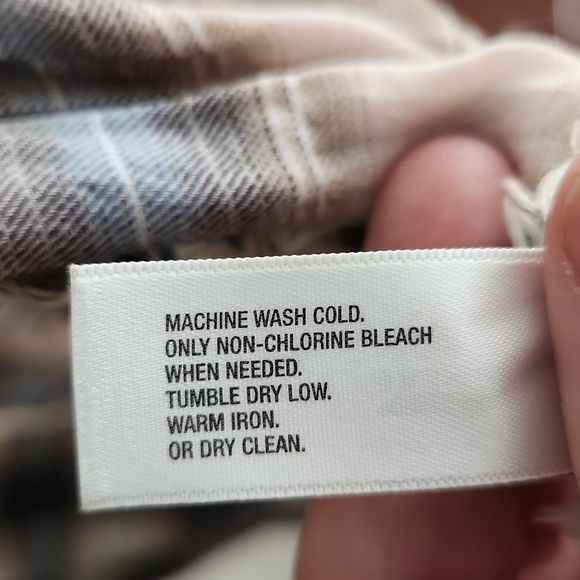 MACHINE WASH COLD.
ONLY NON-CHLORINE BLEACH
WHEN NEEDED.
TUMBLE DRY LOW.
WARM IRON.
OR DRY CLEAN.